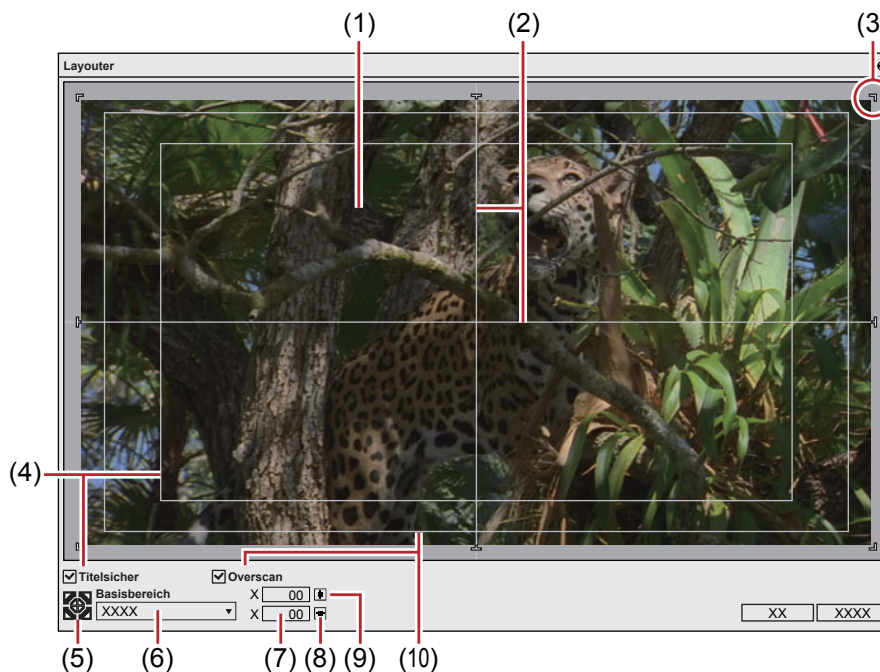 (1) (2) (3
Layouter
(4)
Titelsicher Overscan
Basisbereich X 00
XXXX X 00
XX XXXX
(5) (6) (7) (8) (9) (10)